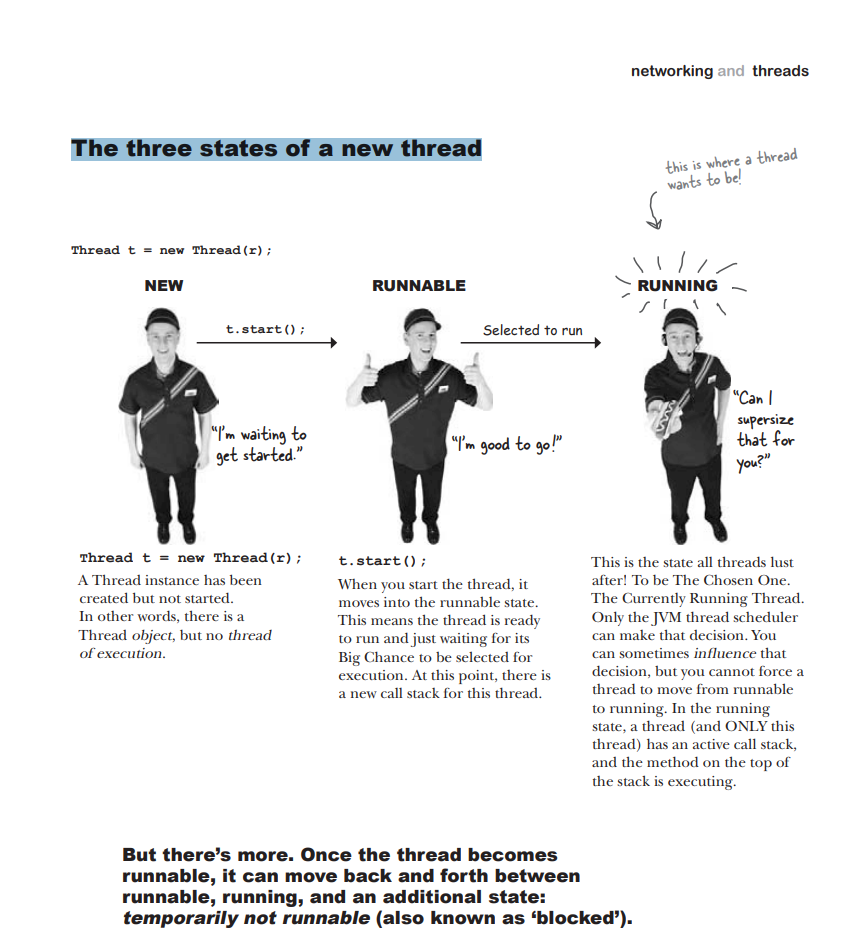 networking and threads
The three states of a new thread
this is where a thread
wants to be!
Thread t = new Thread(r);
NEW
RUNNABLE
RUNNING
t.start();
Selected to run
"I'm waiting to
get started."
"I'm good to go!"
"Can I
supersize
that for
you?"
Thread t = new Thread(r);
A Thread instance has been
created but not started.
In other words, there is a
Thread object, but no thread
of execution.
t.start();
When you start the thread, it
moves into the runnable state.
This means the thread is ready
to run and just waiting for its
Big Chance to be selected for
execution. At this point, there is
a new call stack for this thread.
This is the state all threads lust
after! To be The Chosen One.
The Currently Running Thread.
Only the JVM thread scheduler
can make that decision. You
can sometimes influence that
decision, but you cannot force a
thread to move from runnable
to running. In the running
state, a thread (and ONLY this
thread) has an active call stack,
and the method on the top of
the stack is executing.
But there's more. Once the thread becomes
runnable, it can move back and forth between
runnable, running, and an additional state:
temporarily not runnable (also known as 'blocked').